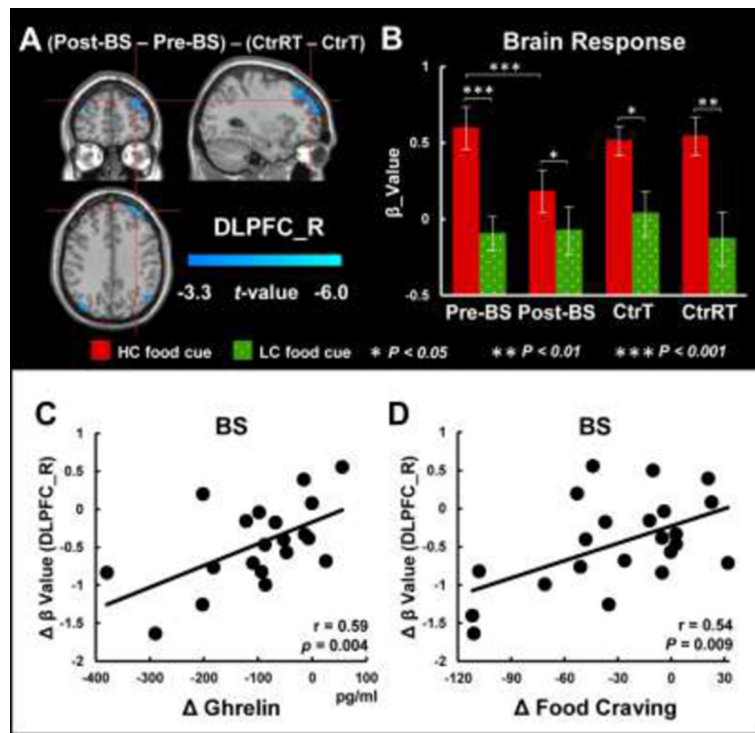 A (Post-BS – Pre-BS) – (CtrRT – CtrT)
DLPFC_R
-3.3 t-value -6.0
B Brain Response
β_Value
1
0.5
0
-0.5
***
***
*
*
**
Pre-BS Post-BS CtrT CtrRT
HC food cue LC food cue * P < 0.05 ** P < 0.01 *** P < 0.001
C BS
Δ β Value (DLPFC_R)
1
0.5
0
-0.5
-1
-1.5
-2
r = 0.59
p = 0.004
-400 -300 -200 -100 0 100
pg/ml
Δ Ghrelin
D BS
Δ β Value (DLPFC_R)
1
0.5
0
-0.5
-1
-1.5
-2
r = 0.54
P = 0.009
-120 -90 -60 -30 0 30
Δ Food Craving